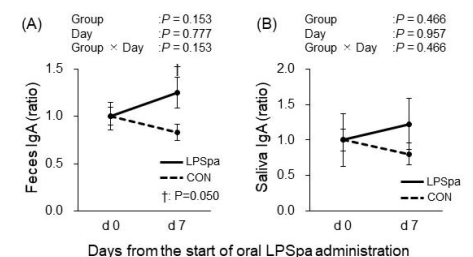 (A)
Group :P = 0.153
Day :P = 0.777
Group × Day :P = 0.153
Feces IgA (ratio)
1.5
1.0
0.5
0.0
†
LPSpa
CON
†: P=0.050
d 0 d 7
(B)
Group :P = 0.466
Day :P = 0.957
Group × Day :P = 0.466
Saliva IgA (ratio)
2.0
1.5
1.0
0.5
0.0
LPSpa
CON
d 0 d 7
Days from the start of oral LPSpa administration